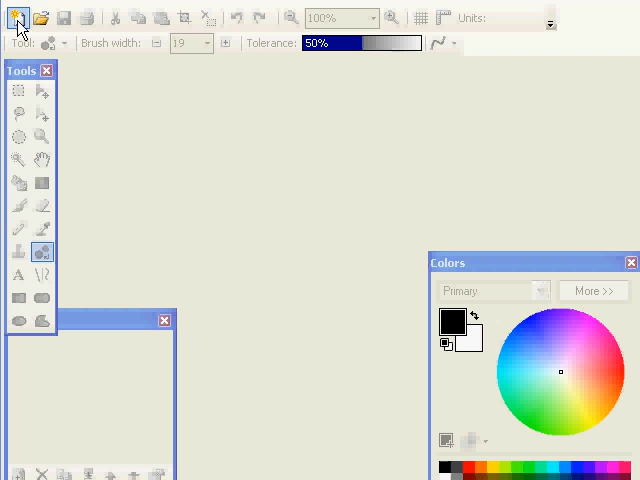 100% Units:
Tool: Brush width: 19 Tolerance: 50%
Tools
Colors
Primary More >>